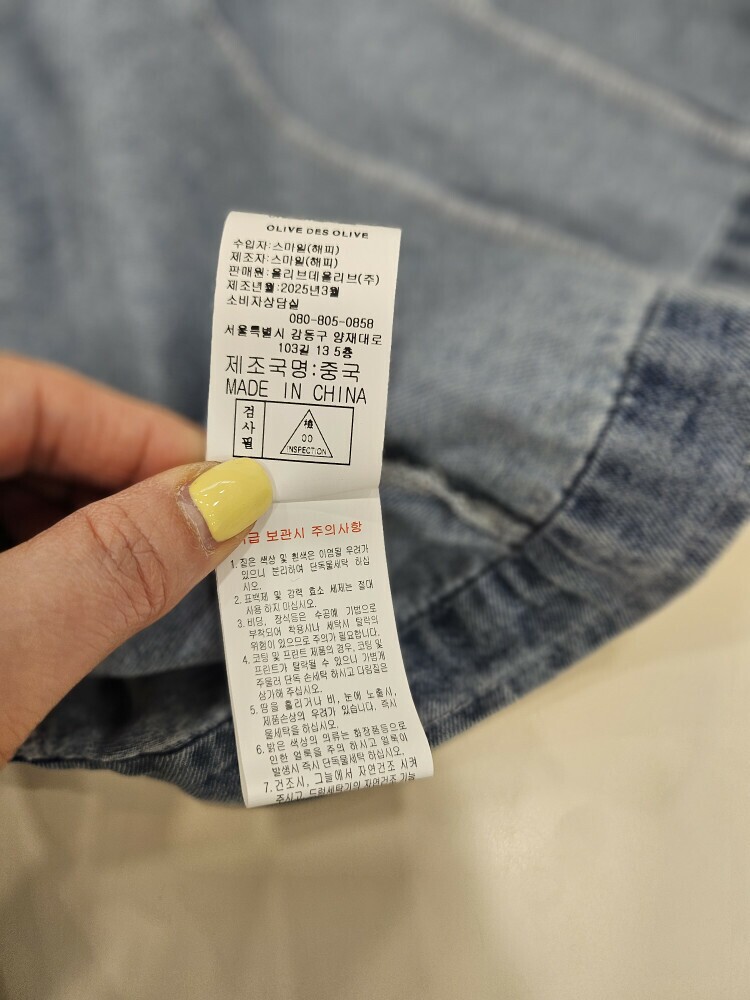 OLIVE DES OLIVE
수입자:스마일(해피)
제조자:스마일(해피)
판매원:올리브데올리브(주)
제조년월:2025년3월
소비자상담실
080-805-0858
서울특별시 강동구 양재대로
103길 13 5층
제조국명:중국
MADE IN CHINA
검
사
필
檢
00
INSPECTION
급 보관시 주의사항
1. 짙은 색상 및 흰색은 이염될 우려가
있으니 분리하여 단독물세탁 하십
시오.
2. 표백제 및 강력 효소 세제는 절대
사용 하지 마십시오.
3. 비딩, 장식등은 수공예 기법으로
부착되어 착용시나 세탁시 탈락의
위험이 있으므로 주의가 필요합니다.
4. 코팅 및 프린트 제품의 경우, 코팅 및
프린트가 탈락될 수 있으니 가볍게
주물러 단독 손세탁 하시고 다림질은
삼가해 주십시오.
5. 땀을 흘리거나 비, 눈에 노출시,
제품손상의 우려가 있습니다. 즉시
물세탁을 하십시오.
6. 밝은 색상의 의류는 화장품등으로
인한 얼룩을 주의 하시고 얼룩이
발생시 즉시 단독물세탁 하십시오.
7. 건조시, 그늘에서 자연건조 시켜
주시고 드럼세탁기의 자연건조 기능